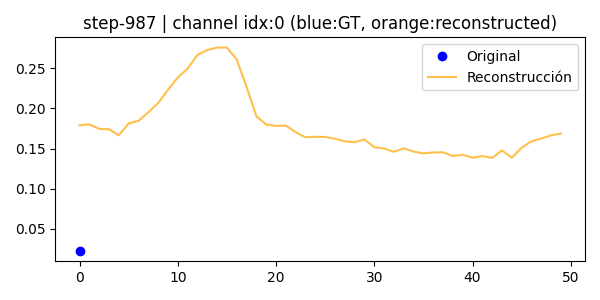 step-987 | channel idx:0 (blue:GT, orange:reconstructed)
Original
Reconstrucción
0.25
0.20
0.15
0.10
0.05
0 10 20 30 40 50